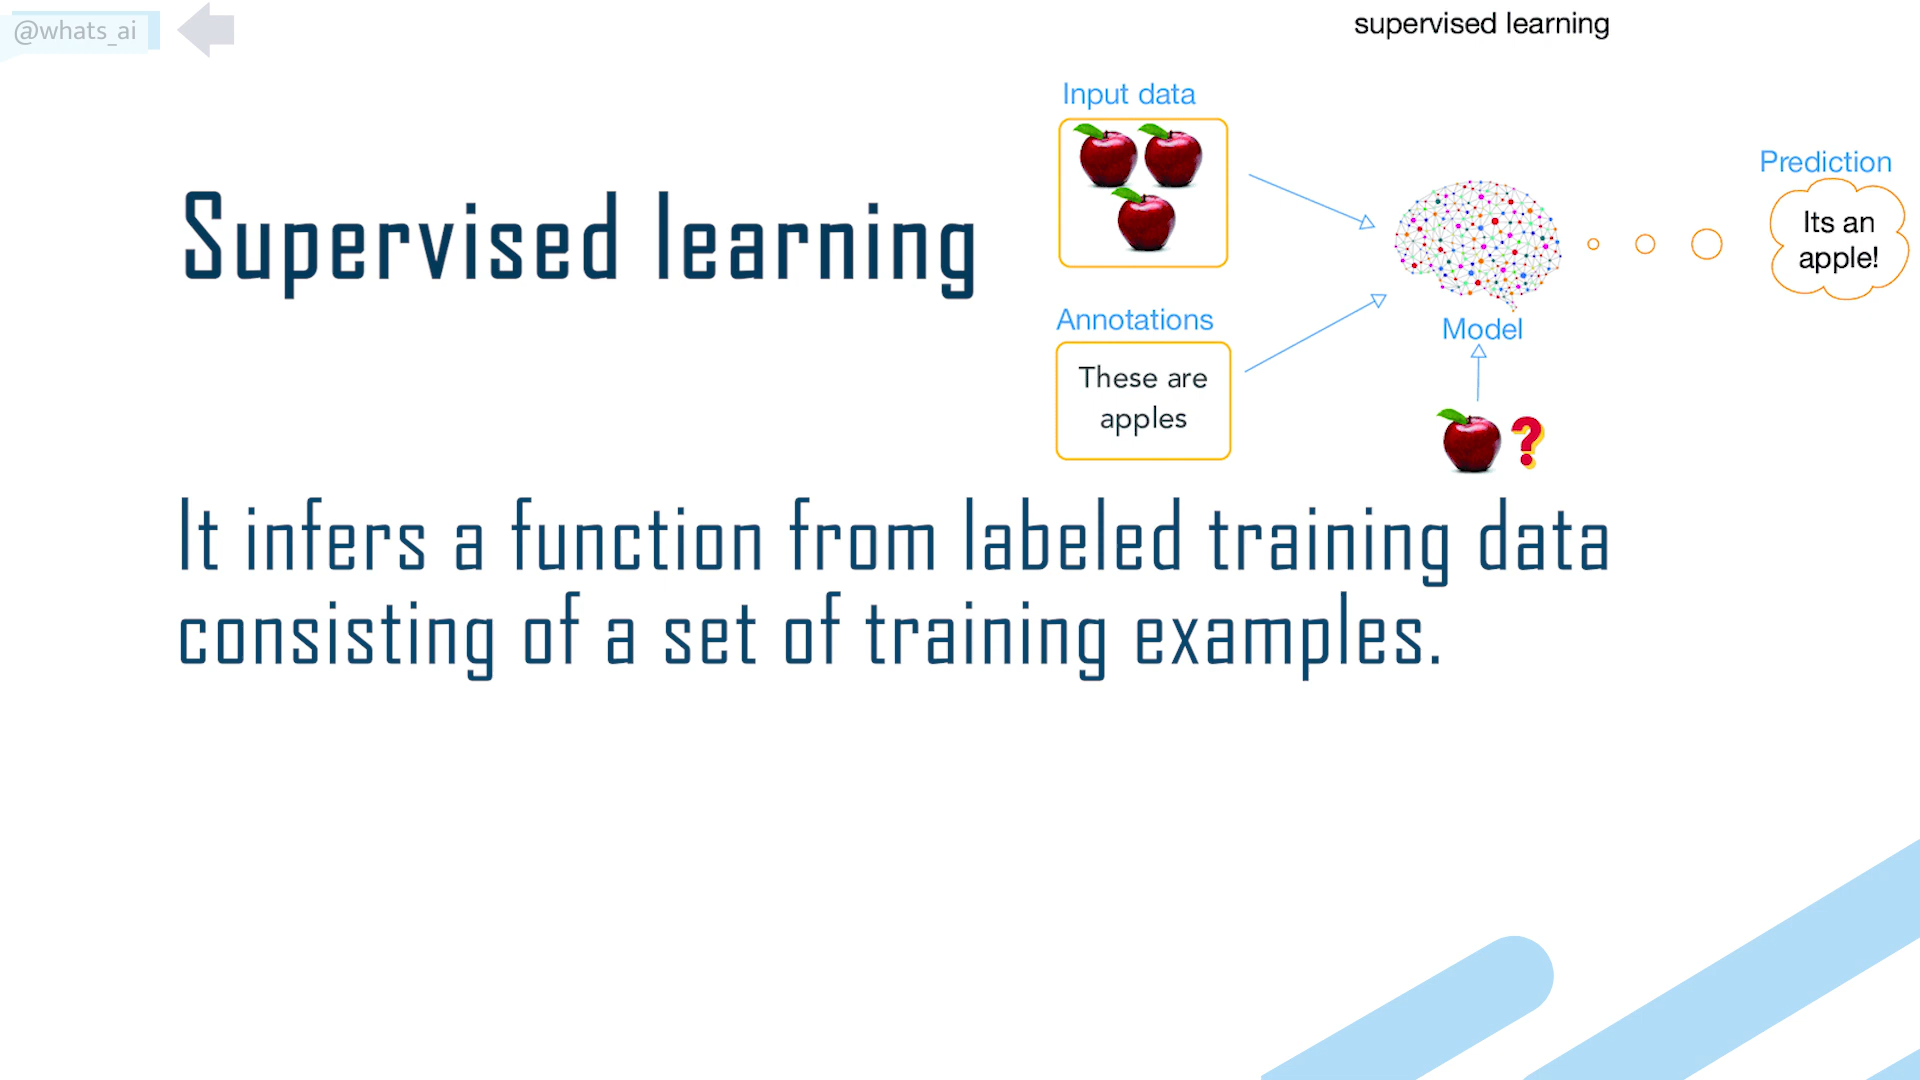 @whats_ai
supervised learning
Input data
Prediction
Its an
apple!
Supervised learning
Annotations
Model
These are
apples
?
It infers a function from labeled training data
consisting of a set of training examples.